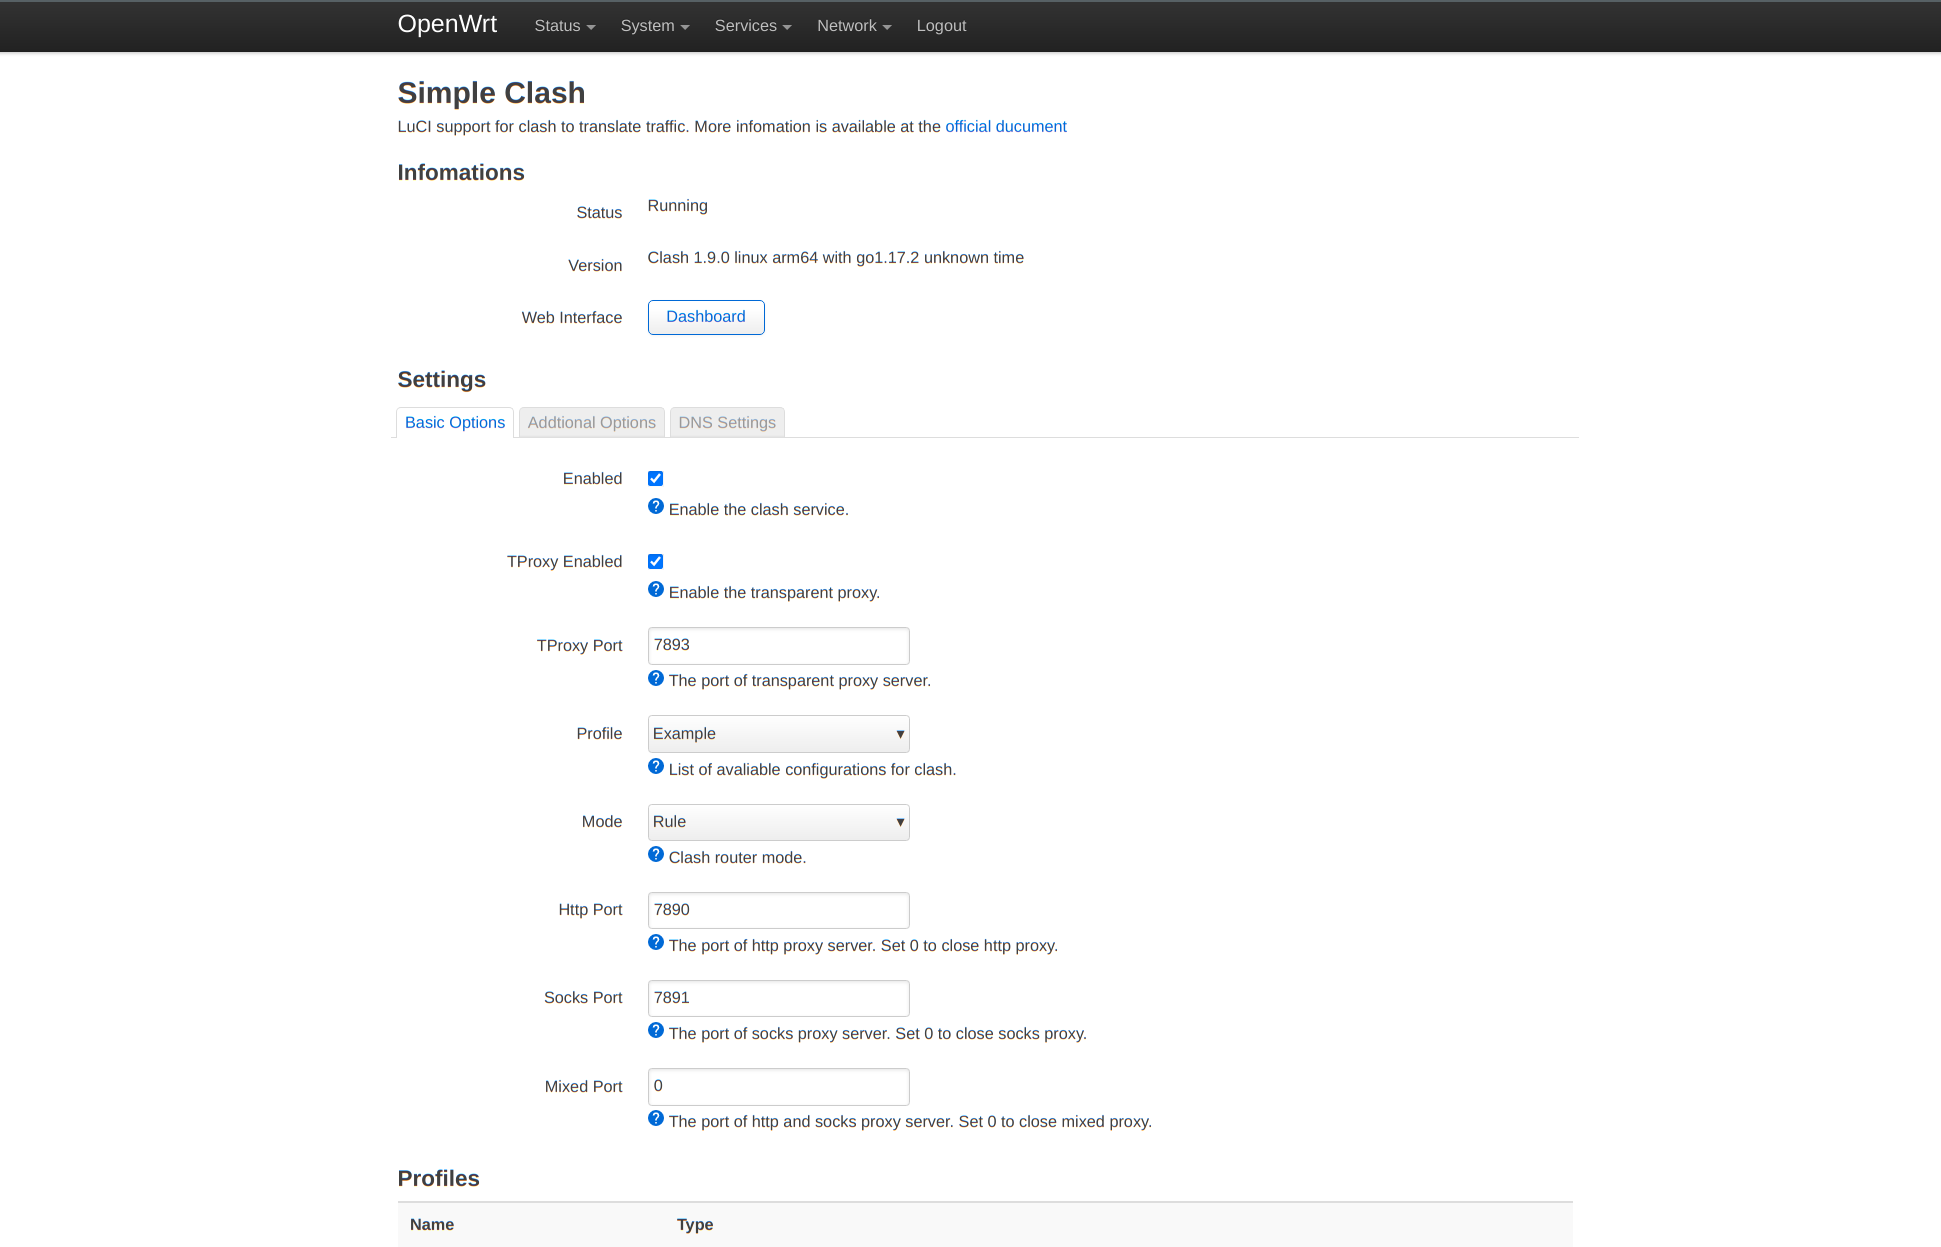 OpenWrt Status System Services Network Logout
Simple Clash
LuCI support for clash to translate traffic. More infomation is available at the official ducument
Infomations
Status Running
Version Clash 1.9.0 linux arm64 with go1.17.2 unknown time
Web Interface Dashboard
Settings
Basic Options Addtional Options DNS Settings
Enabled
Enable the clash service.
TProxy Enabled
Enable the transparent proxy.
TProxy Port 7893
The port of transparent proxy server.
Profile Example
List of avaliable configurations for clash.
Mode Rule
Clash router mode.
Http Port 7890
The port of http proxy server. Set 0 to close http proxy.
Socks Port 7891
The port of socks proxy server. Set 0 to close socks proxy.
Mixed Port 0
The port of http and socks proxy server. Set 0 to close mixed proxy.
Profiles
Name Type